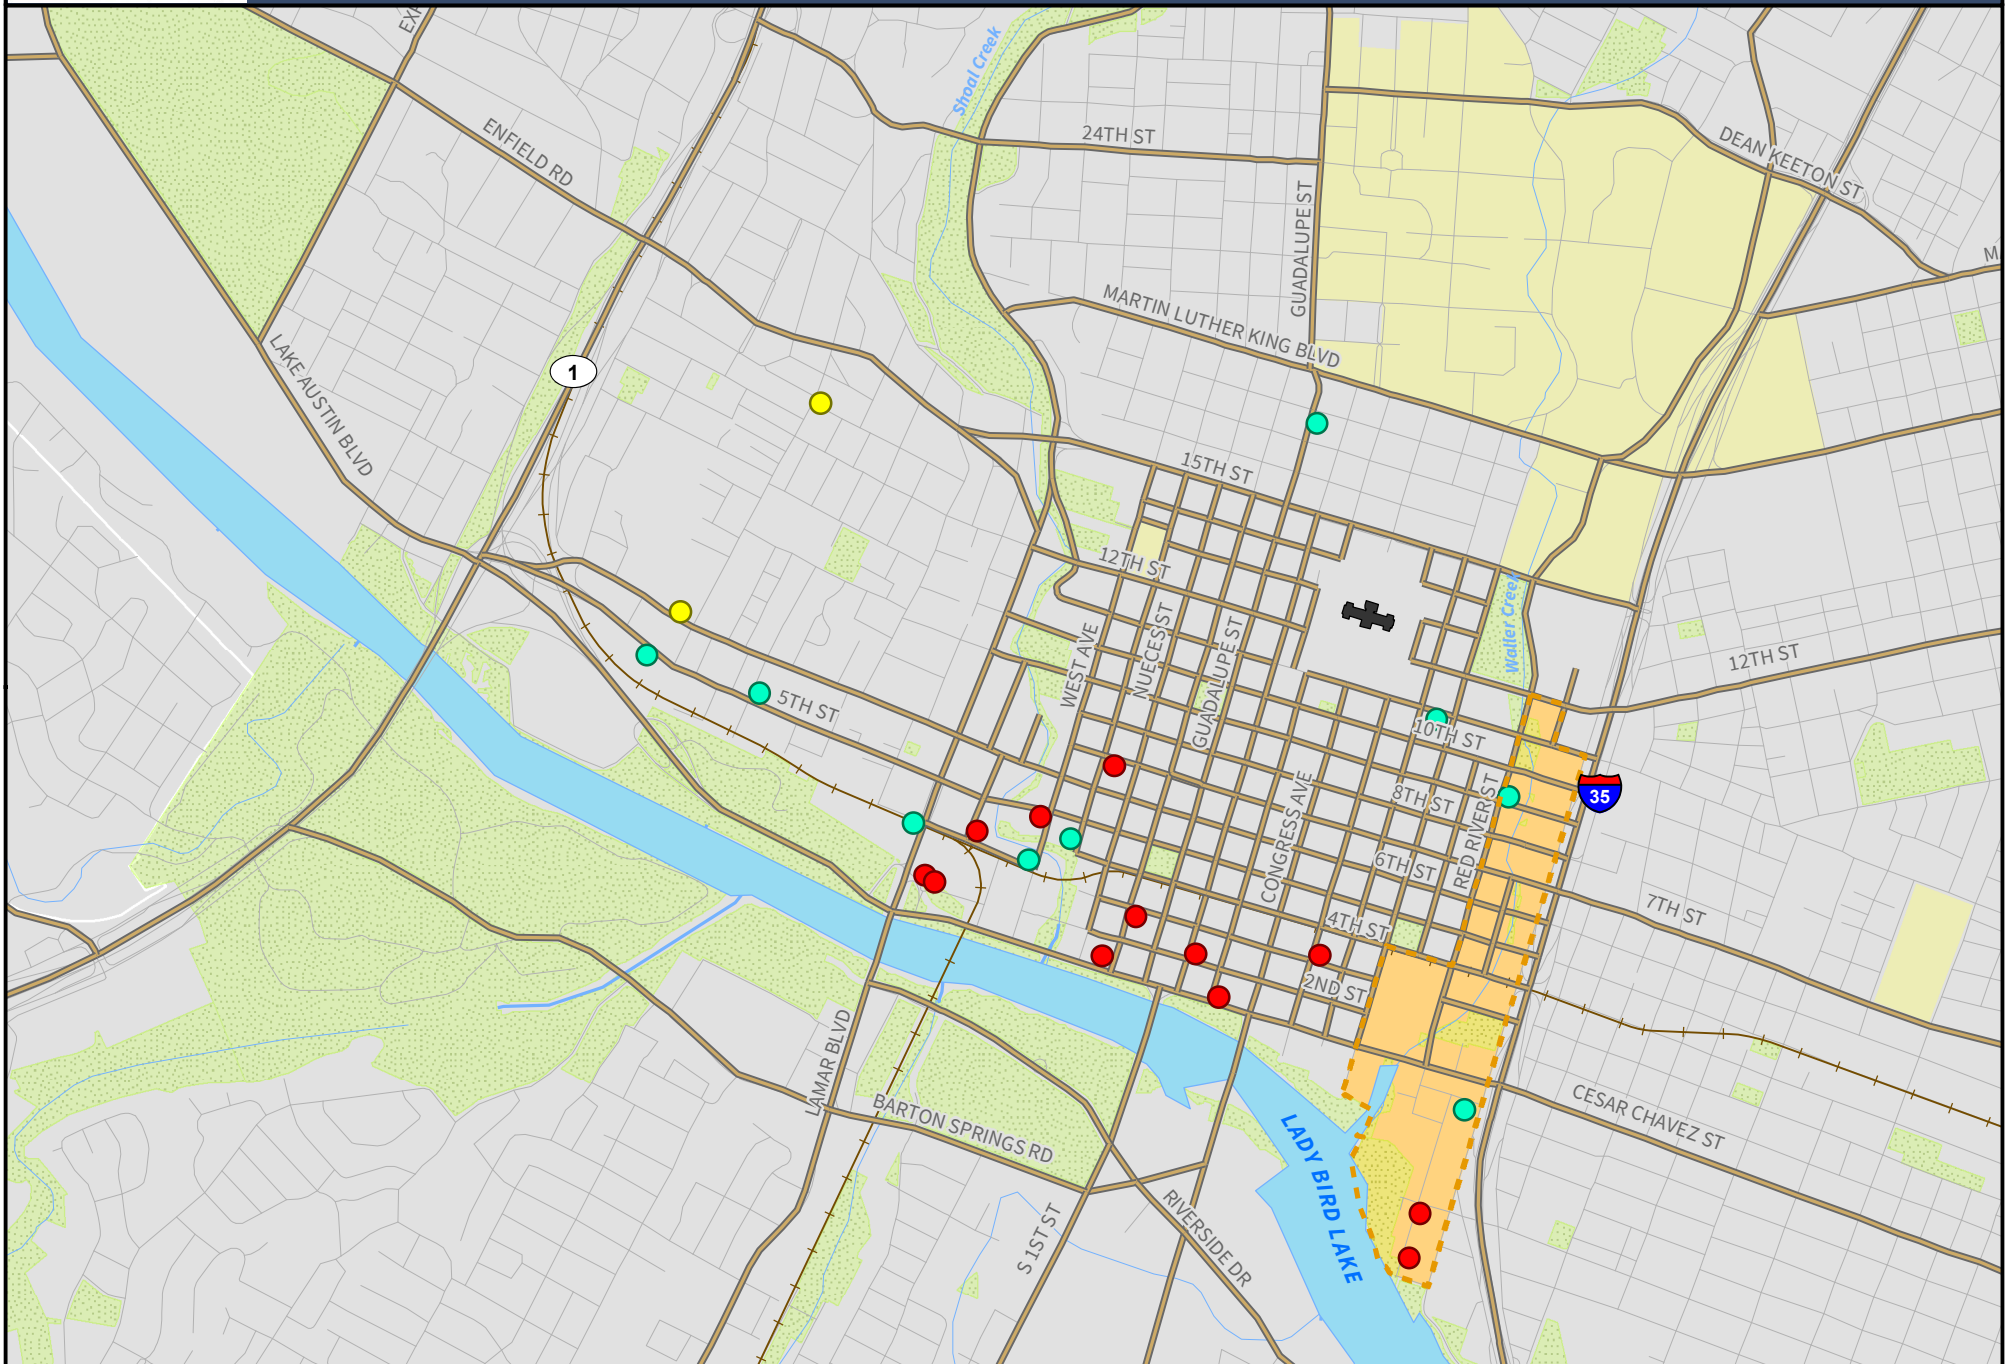 EXP
Shoal Creek
ENFIELD RD
24TH ST
DEAN KEETON ST
GUADALUPE ST
M
MARTIN LUTHER KING BLVD
LAKE AUSTIN BLVD
1
15TH ST
12TH ST
Waller Creek
WEST AVE
NUECES ST
GUADALUPE ST
12TH ST
5TH ST
10TH ST
CONGRESS AVE
8TH ST
RED RIVER ST
35
6TH ST
7TH ST
4TH ST
2ND ST
LAMAR BLVD
BARTON SPRINGS RD
CESAR CHAVEZ ST
LADY BIRD LAKE
S 1ST ST
RIVERSIDE DR